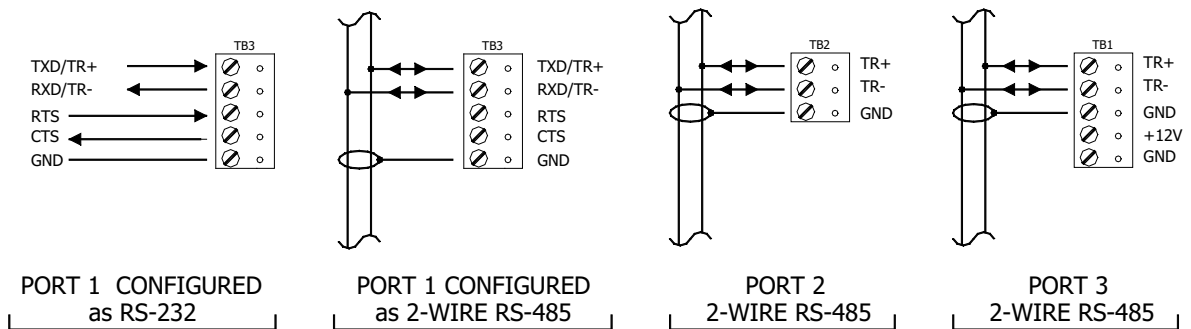 TB3
TXD/TR+
RXD/TR-
RTS
CTS
GND
PORT 1 CONFIGURED
as RS-232
TB3
TXD/TR+
RXD/TR-
RTS
CTS
GND
PORT 1 CONFIGURED
as 2-WIRE RS-485
TB2
TR+
TR-
GND
PORT 2
2-WIRE RS-485
TB1
TR+
TR-
GND
+12V
GND
PORT 3
2-WIRE RS-485